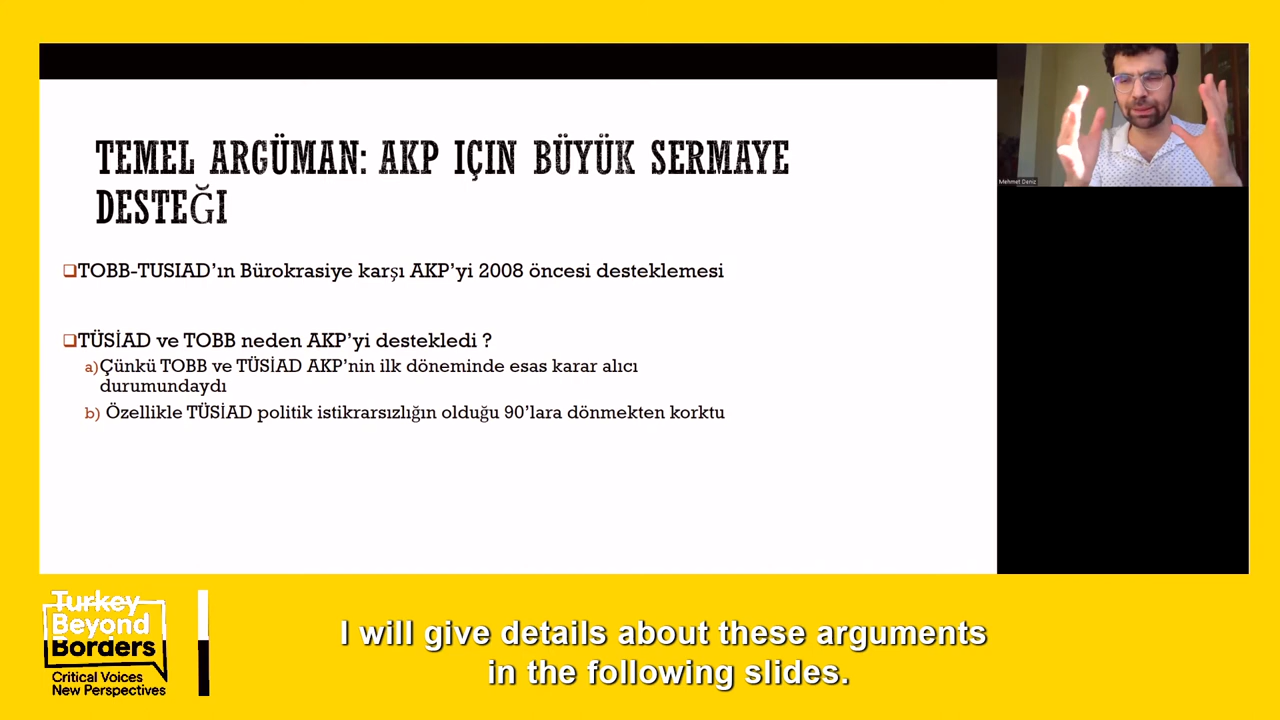 TEMEL ARGÜMAN: AKP IÇIN BÜYÜK SERMAYE
DESTEĞI
TOBB-TUSIAD’ın Bürokrasiye karşı AKP’yi 2008 öncesi desteklemesi
TÜSİAD ve TOBB neden AKP’yi destekledi ?
a) Çünkü TOBB ve TÜSİAD AKP’nin ilk döneminde esas karar alıcı
durumundaydı
b) Özellikle TÜSİAD politik istikrarsızlığın olduğu 90’lara dönmekten korktu
Mehmet Deniz
Turkey
Beyond
Borders
Critical Voices
New Perspectives
I will give details about these arguments
in the following slides.